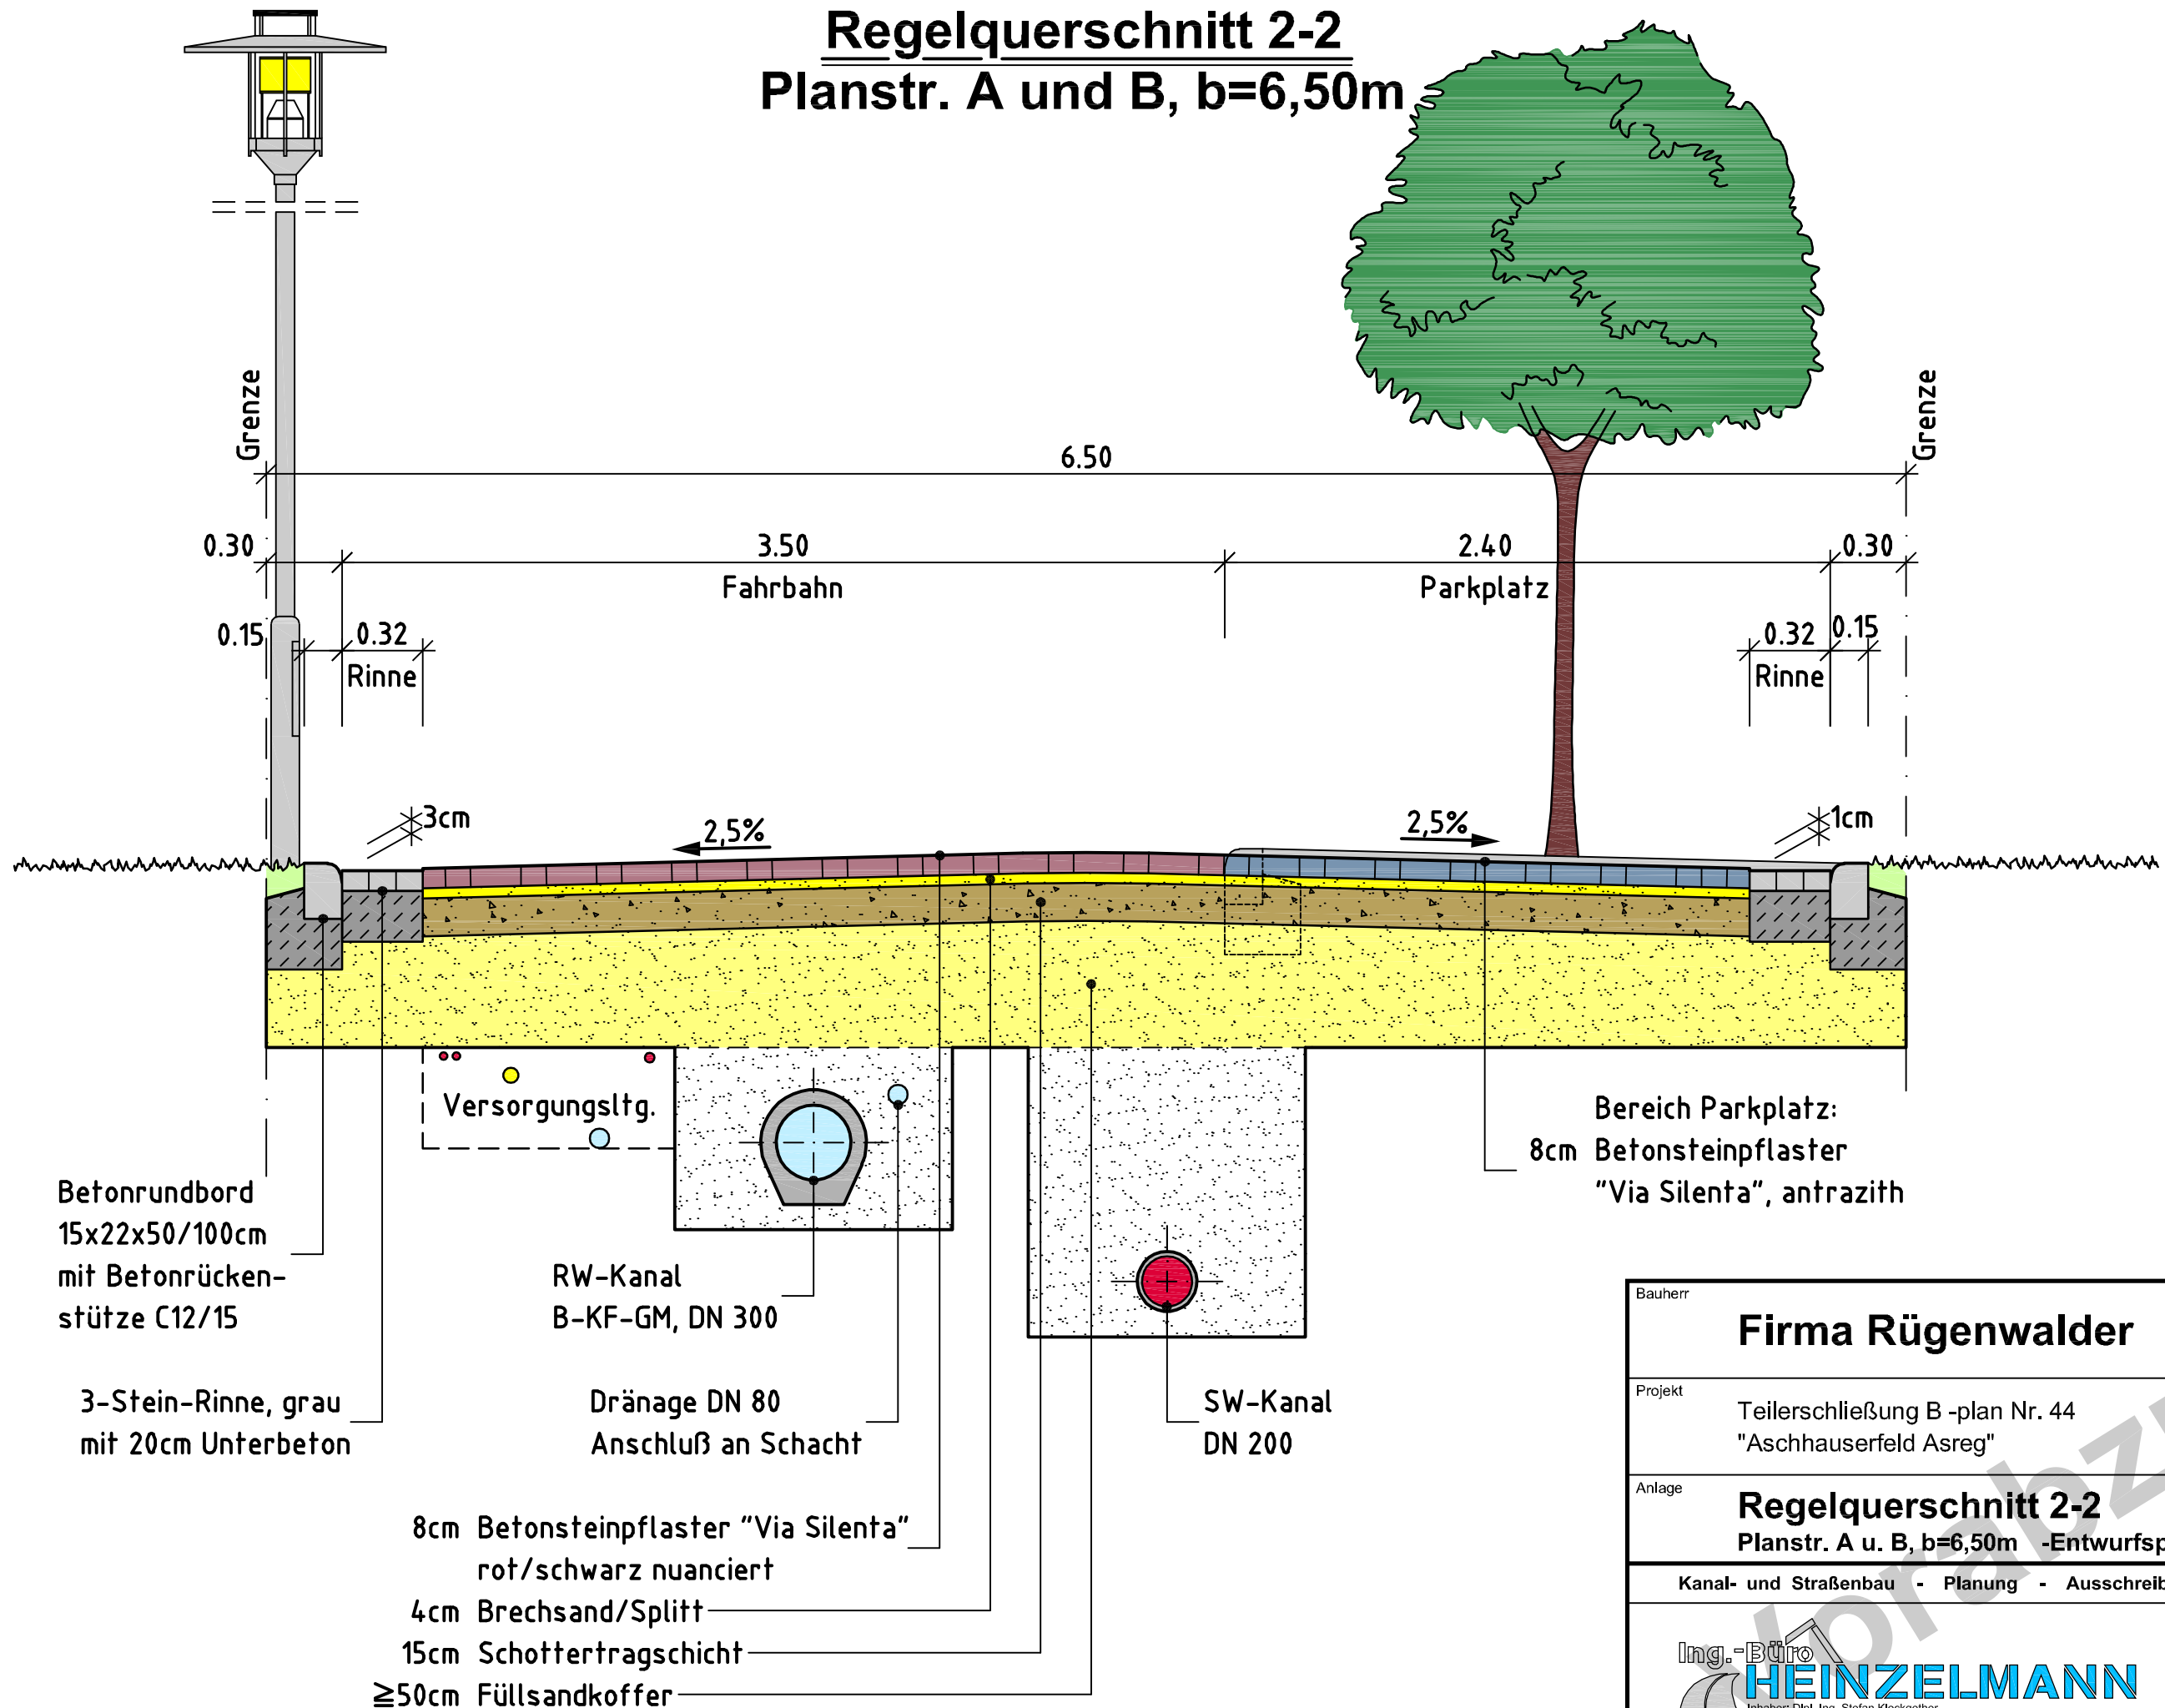 Regelquerschnitt 2-2
Planstr. A und B, b=6,50m
Grenze
Grenze
6.50
0.30
3.50
2.40
0.30
Fahrbahn
Parkplatz
0.15
0.32
0.32
0.15
Rinne
Rinne
3cm
2,5%
2,5%
1cm
Versorgungsltg.
Bereich Parkplatz:
8cm Betonsteinpflaster
"Via Silenta", antrazith
Betonrundbord
15x22x50/100cm
mit Betonrücken-
stütze C12/15
RW-Kanal
B-KF-GM, DN 300
3-Stein-Rinne, grau
mit 20cm Unterbeton
Dränage DN 80
Anschluß an Schacht
SW-Kanal
DN 200
8cm Betonsteinpflaster "Via Silenta"
rot/schwarz nuanciert
4cm Brechsand/Splitt
15cm Schottertragschicht
≧50cm Füllsandkoffer
Bauherr
Firma Rügenwalder
Projekt
Teilerschließung B -plan Nr. 44
"Aschhauserfeld Asreg"
Anlage
Regelquerschnitt 2-2
Planstr. A u. B, b=6,50m -Entwurfsp
Kanal- und Straßenbau - Planung - Ausschreib
Ing.-Büro
HEINZELMANN
Vorabz